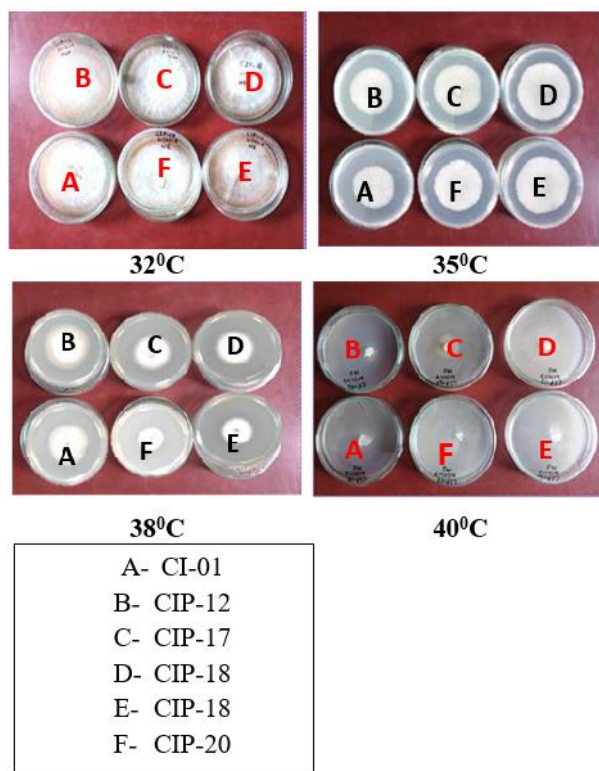 B C D
A F E
32⁰C
B C D
A F E
35⁰C
B C D
A F E
38⁰C
B C D
A F E
40⁰C
A- CI-01
B- CIP-12
C- CIP-17
D- CIP-18
E- CIP-18
F- CIP-20